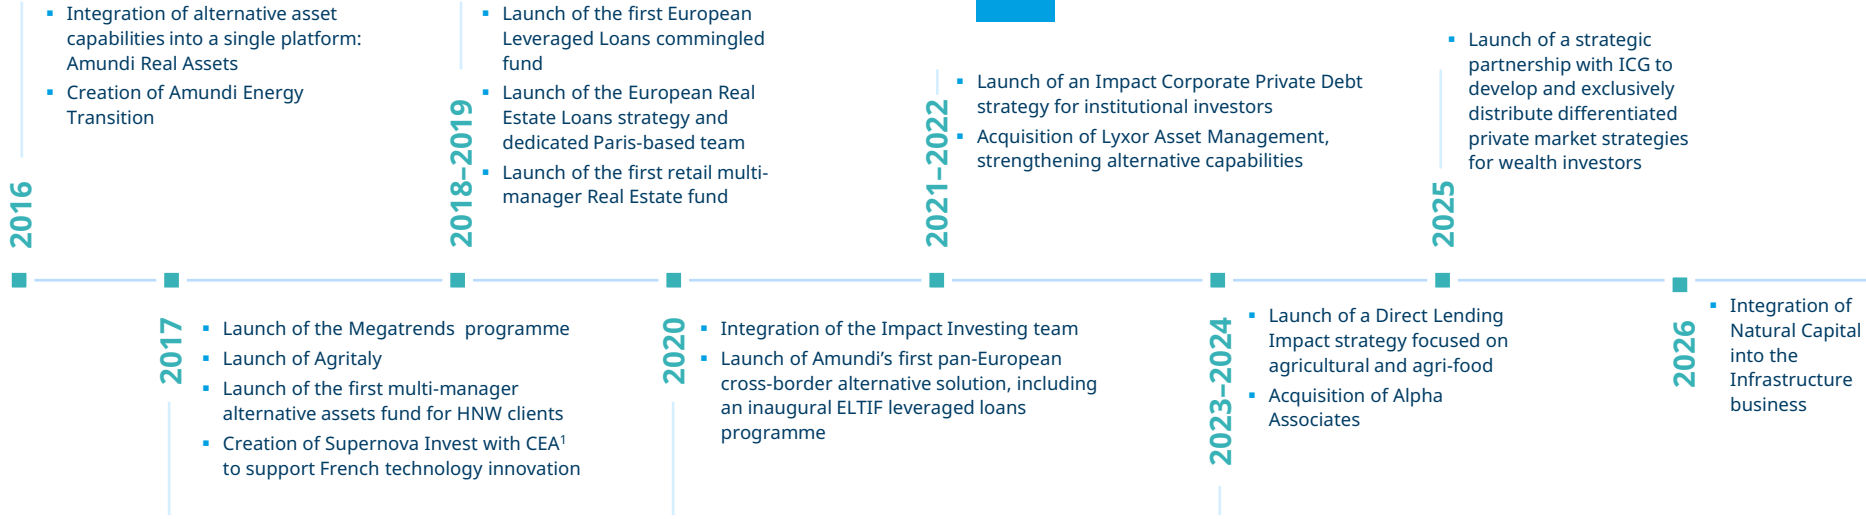 2016
▪ Integration of alternative asset
capabilities into a single platform:
Amundi Real Assets
▪ Creation of Amundi Energy
Transition
2017
▪ Launch of the Megatrends  programme
▪ Launch of Agritaly
▪ Launch of the first multi-manager
alternative assets fund for HNW clients
▪ Creation of Supernova Invest with CEA¹
to support French technology innovation
2018–2019
▪ Launch of the first European
Leveraged Loans commingled
fund
▪ Launch of the European Real
Estate Loans strategy and
dedicated Paris-based team
▪ Launch of the first retail multi-
manager Real Estate fund
2020
▪ Integration of the Impact Investing team
▪ Launch of Amundi’s first pan-European
cross-border alternative solution, including
an inaugural ELTIF leveraged loans
programme
2021–2022
▪ Launch of an Impact Corporate Private Debt
strategy for institutional investors
▪ Acquisition of Lyxor Asset Management,
strengthening alternative capabilities
2023–2024
▪ Launch of a Direct Lending
Impact strategy focused on
agricultural and agri-food
▪ Acquisition of Alpha
Associates
2025
▪ Launch of a strategic
partnership with ICG to
develop and exclusively
distribute differentiated
private market strategies
for wealth investors
2026
▪ Integration of
Natural Capital
into the
Infrastructure
business